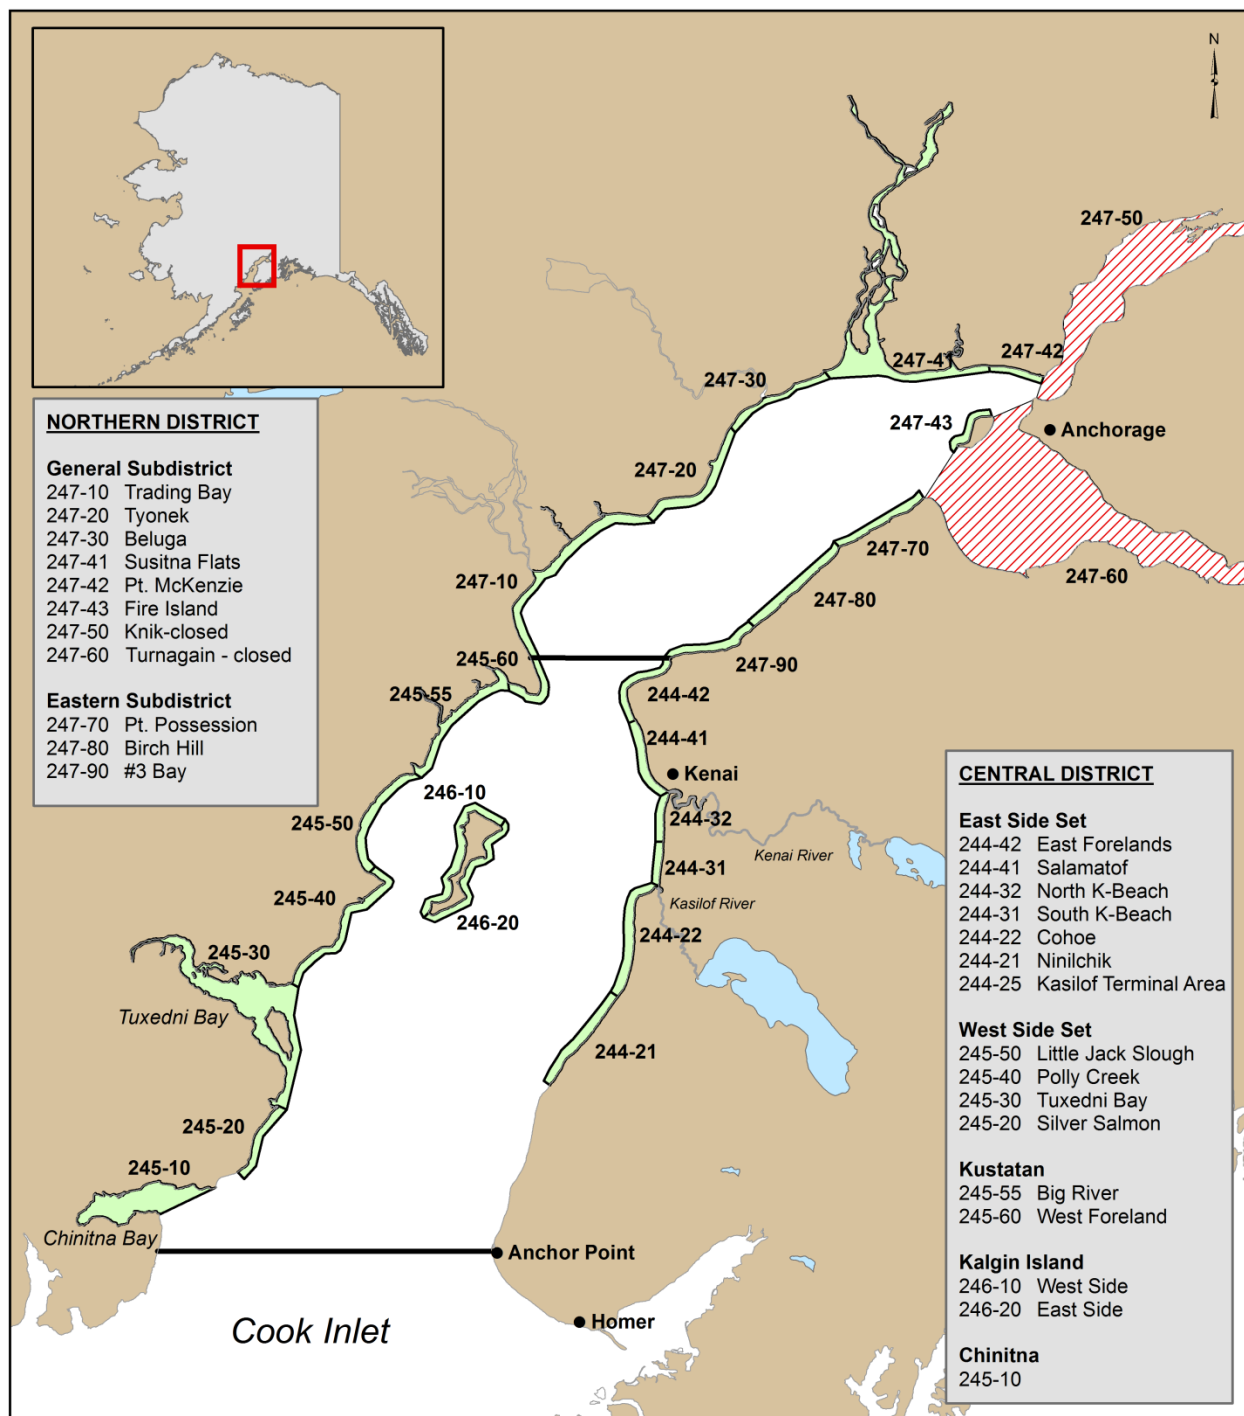 N
247-50
247-42
247-41
247-30
247-43
Anchorage
247-20
247-70
247-60
247-10
247-80
245-60
247-90
245-55
244-42
244-41
Kenai
246-10
245-50
244-32
Kenai River
244-31
245-40
Kasilof River
246-20
244-22
245-30
Tuxedni Bay
244-21
245-20
245-10
Chinitna Bay
Anchor Point
Homer
Cook Inlet
NORTHERN DISTRICT
General Subdistrict
247-10 Trading Bay
247-20 Tyonek
247-30 Beluga
247-41 Susitna Flats
247-42 Pt. McKenzie
247-43 Fire Island
247-50 Knik-closed
247-60 Turnagain - closed
Eastern Subdistrict
247-70 Pt. Possession
247-80 Birch Hill
247-90 #3 Bay
CENTRAL DISTRICT
East Side Set
244-42 East Forelands
244-41 Salamatof
244-32 North K-Beach
244-31 South K-Beach
244-22 Cohoe
244-21 Ninilchik
244-25 Kasilof Terminal Area
West Side Set
245-50 Little Jack Slough
245-40 Polly Creek
245-30 Tuxedni Bay
245-20 Silver Salmon
Kustatan
245-55 Big River
245-60 West Foreland
Kalgin Island
246-10 West Side
246-20 East Side
Chinitna
245-10